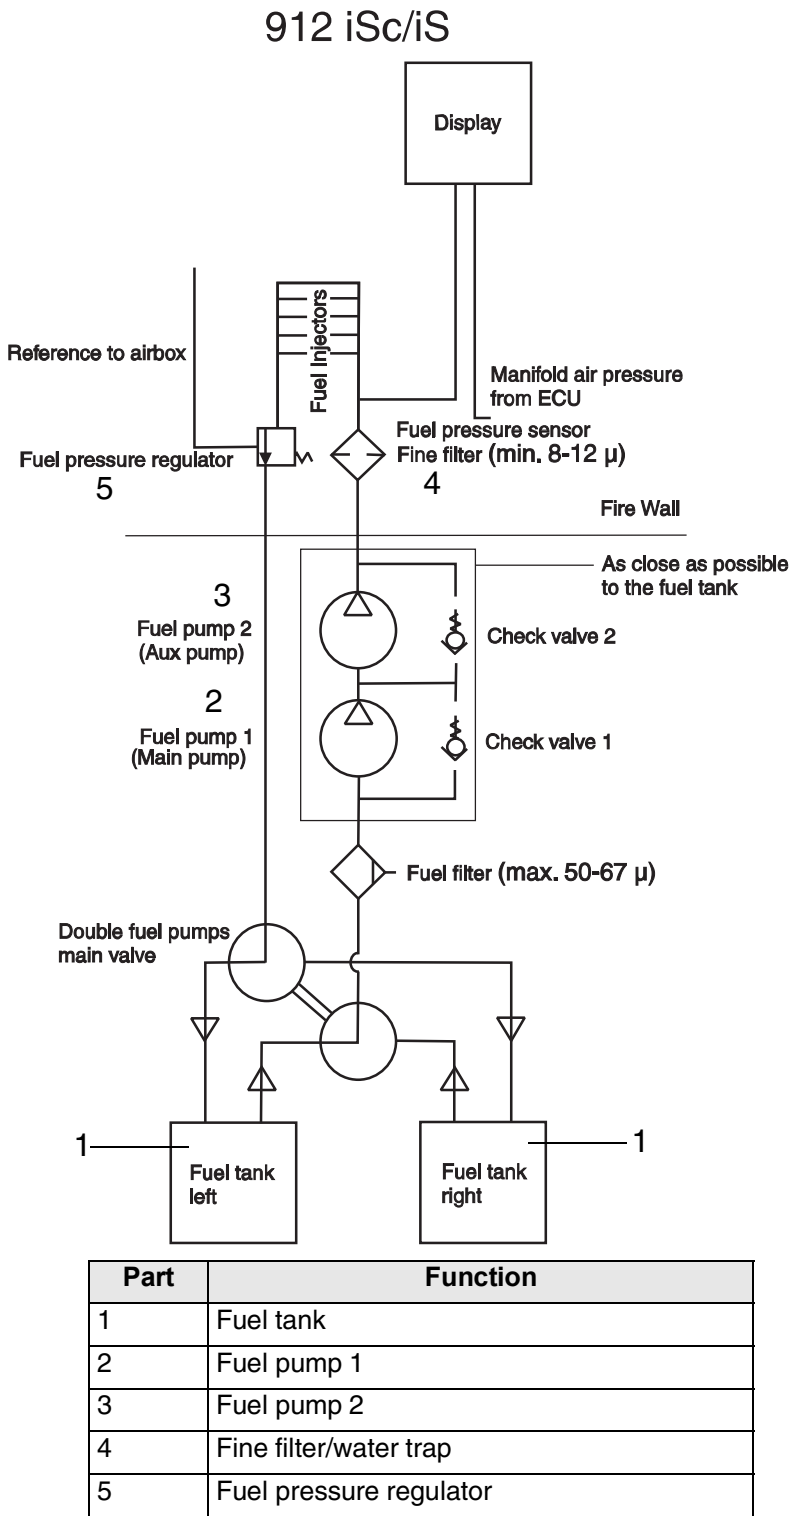 912 iSc/iS
Display
Fuel Injectors
Reference to airbox
Manifold air pressure
from ECU
Fuel pressure regulator
5
Fuel pressure sensor
Fine filter (min. 8-12 µ)
4
Fire Wall
As close as possible
to the fuel tank
3
Fuel pump 2
(Aux pump)
Check valve 2
2
Fuel pump 1
(Main pump)
Check valve 1
Fuel filter (max. 50-67 µ)
Double fuel pumps
main valve
1
Fuel tank
left
Fuel tank
right
1
Part Function
1 Fuel tank
2 Fuel pump 1
3 Fuel pump 2
4 Fine filter/water trap
5 Fuel pressure regulator